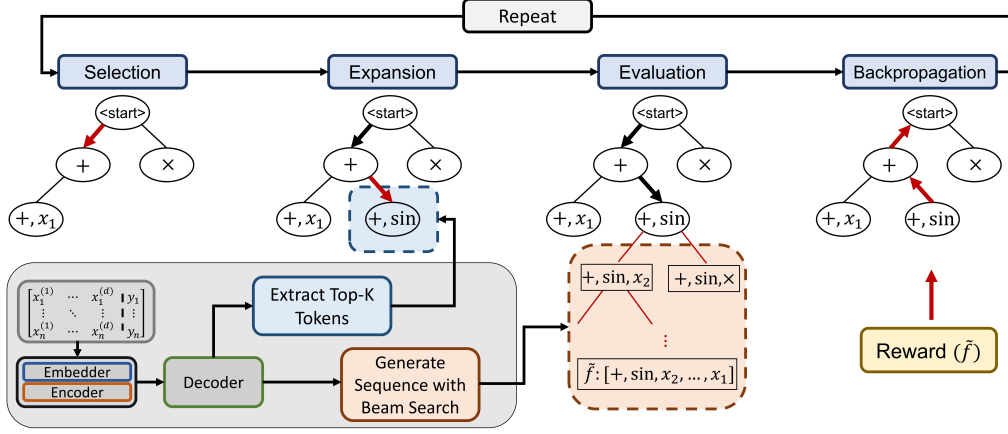 Repeat
Selection
Expansion
Evaluation
Backpropagation
<start>
<start>
<start>
<start>
+
×
+
×
+
×
+
×
+, x₁
+, x₁
+, sin
+, x₁
+, sin
+, x₁
+, sin
+, sin, x₂
+, sin,×
⋮
f̃: [+, sin, x₂, ..., x₁]
Reward (f̃)
x₁⁽¹⁾ ⋯ x₁⁽ᵈ⁾ y₁
⋮ ⋱ ⋮ ⋮
xₙ⁽¹⁾ ⋯ xₙ⁽ᵈ⁾ yₙ
Embedder
Encoder
Decoder
Extract Top-K
Tokens
Generate
Sequence with
Beam Search